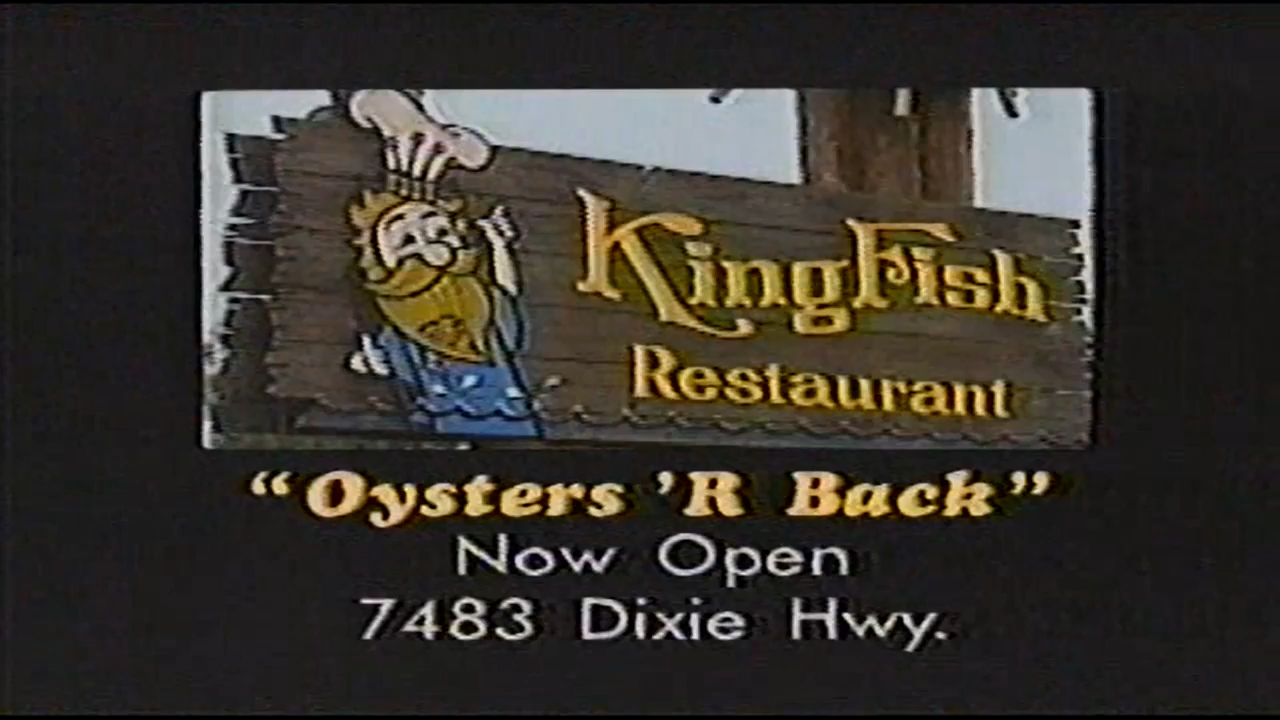 KingFish
Restaurant
“Oysters ’R Back”
Now Open
7483 Dixie Hwy.